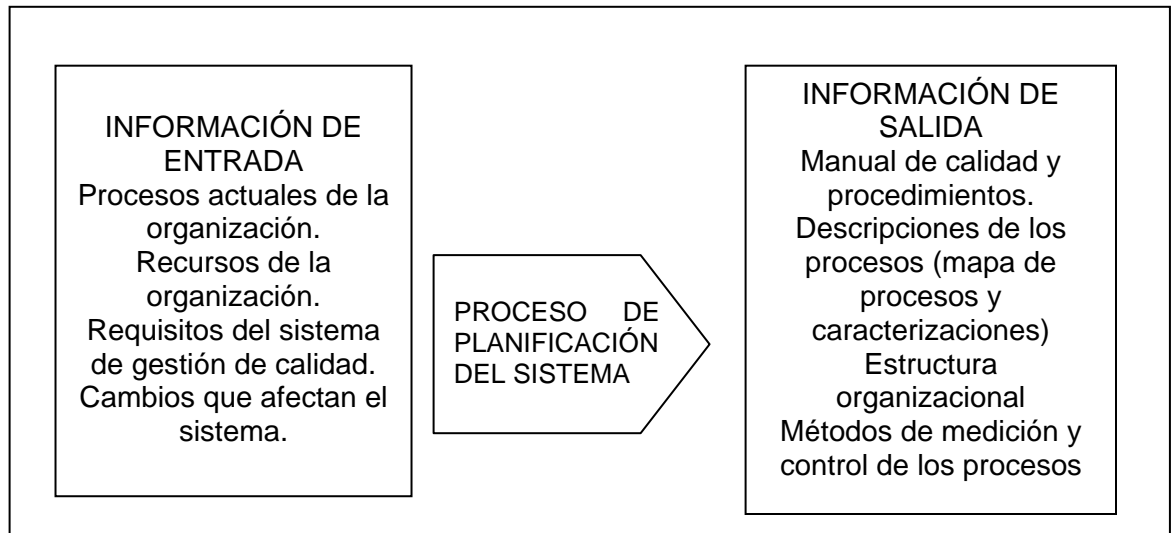 INFORMACIÓN DE
ENTRADA
Procesos actuales de la
organización.
Recursos de la
organización.
Requisitos del sistema
de gestión de calidad.
Cambios que afectan el
sistema.
PROCESO DE
PLANIFICACIÓN
DEL SISTEMA
INFORMACIÓN DE
SALIDA
Manual de calidad y
procedimientos.
Descripciones de los
procesos (mapa de
procesos y
caracterizaciones)
Estructura
organizacional
Métodos de medición y
control de los procesos